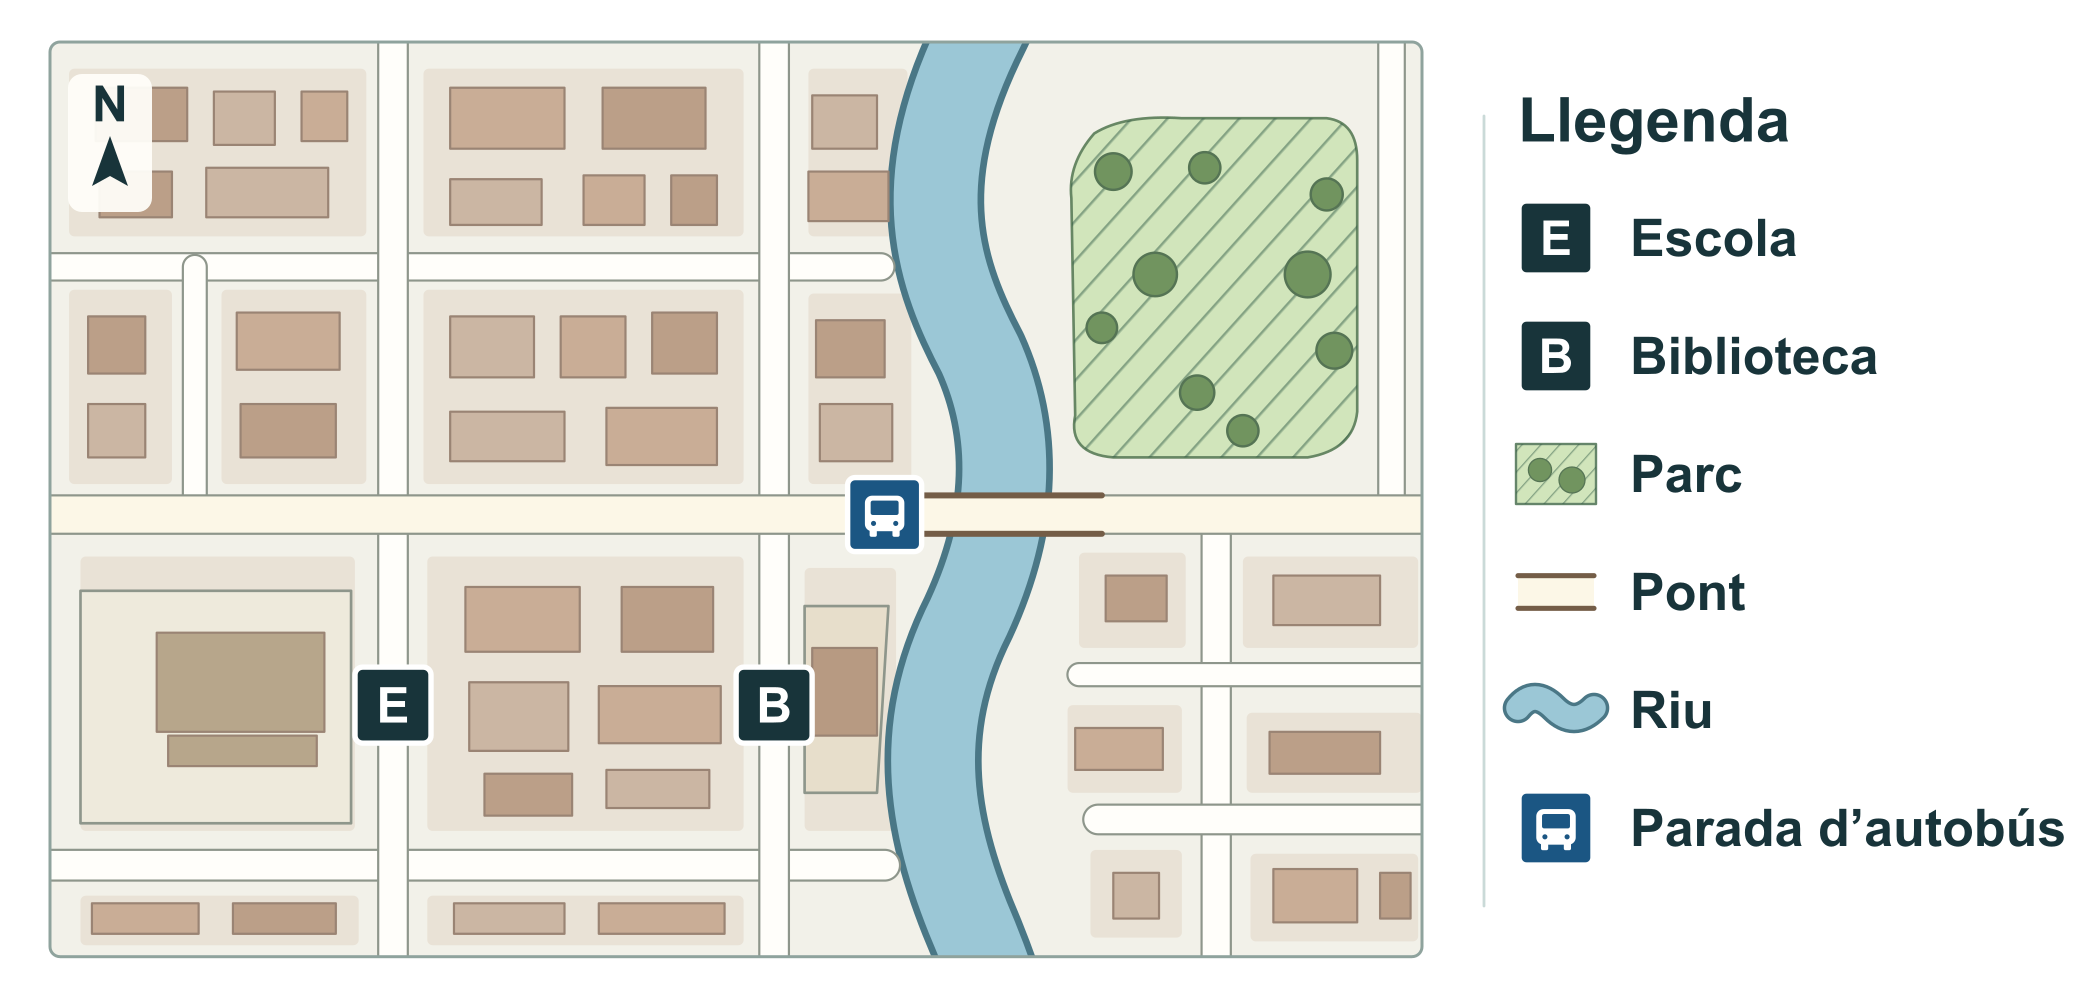 N
E
B
Llegenda
E Escola
B Biblioteca
Parc
Pont
Riu
Parada d’autobús